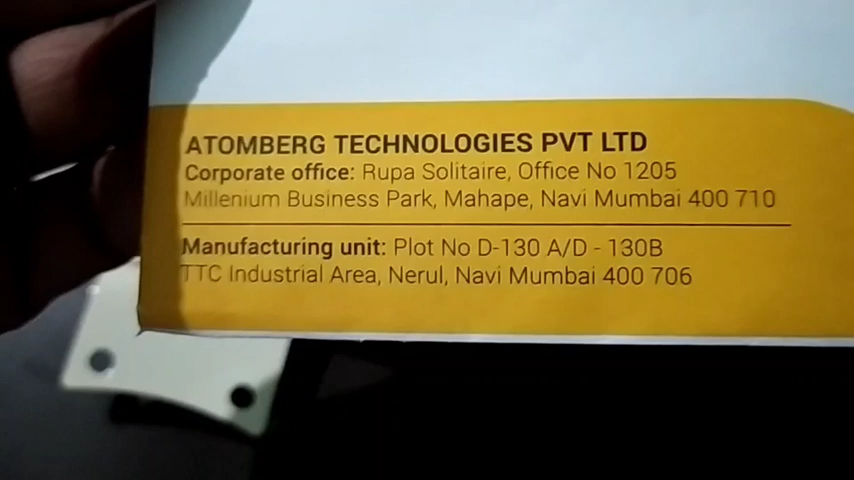 ATOMBERG TECHNOLOGIES PVT LTD
Corporate office: Rupa Solitaire, Office No 1205
Millenium Business Park, Mahape, Navi Mumbai 400 710
Manufacturing unit: Plot No D-130 A/D - 130B
TTC Industrial Area, Nerul, Navi Mumbai 400 706